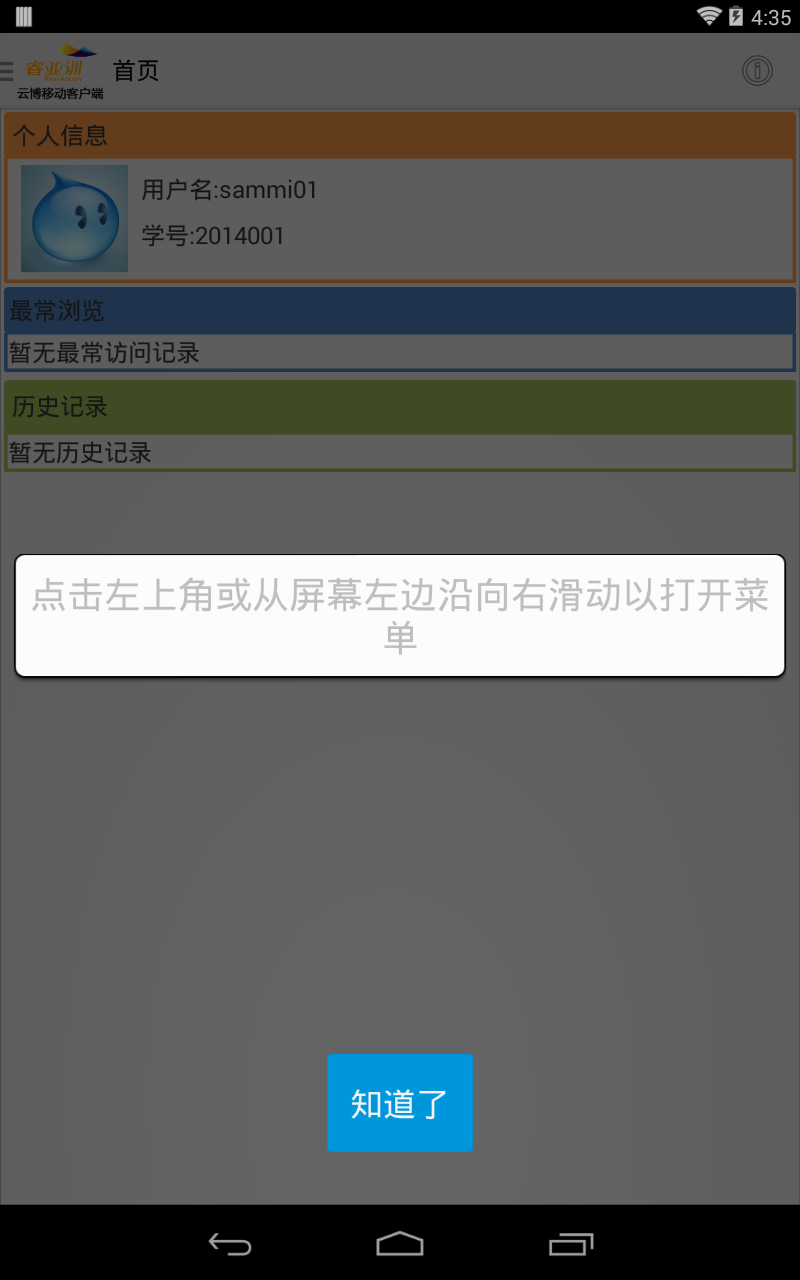 4:35
睿亚训
RealAction
云博移动客户端
首页
个人信息
用户名:sammi01
学号:2014001
最常浏览
暂无最常访问记录
历史记录
暂无历史记录
点击左上角或从屏幕左边沿向右滑动以打开菜
单
知道了